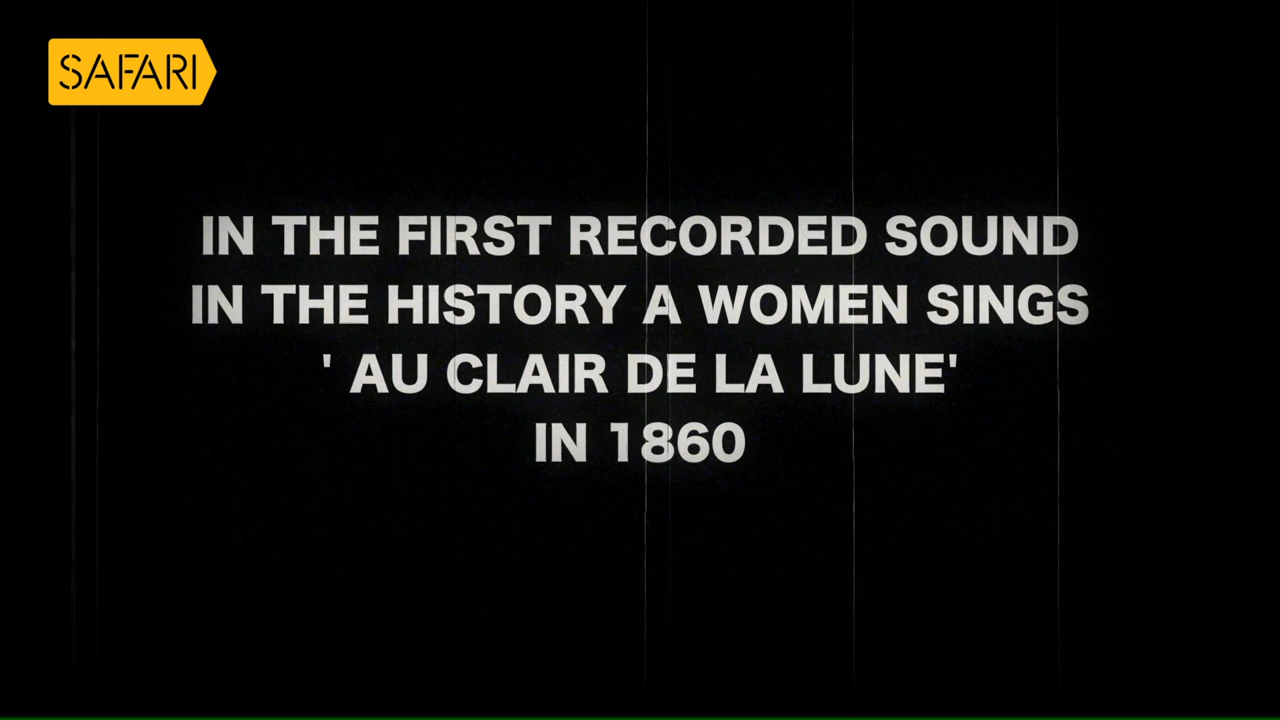 SAFARI
IN THE FIRST RECORDED SOUND
IN THE HISTORY A WOMEN SINGS
' AU CLAIR DE LA LUNE'
IN 1860